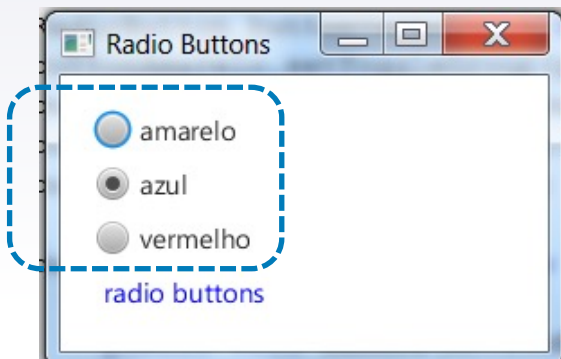 Radio Buttons
amarelo
azul
vermelho
radio buttons